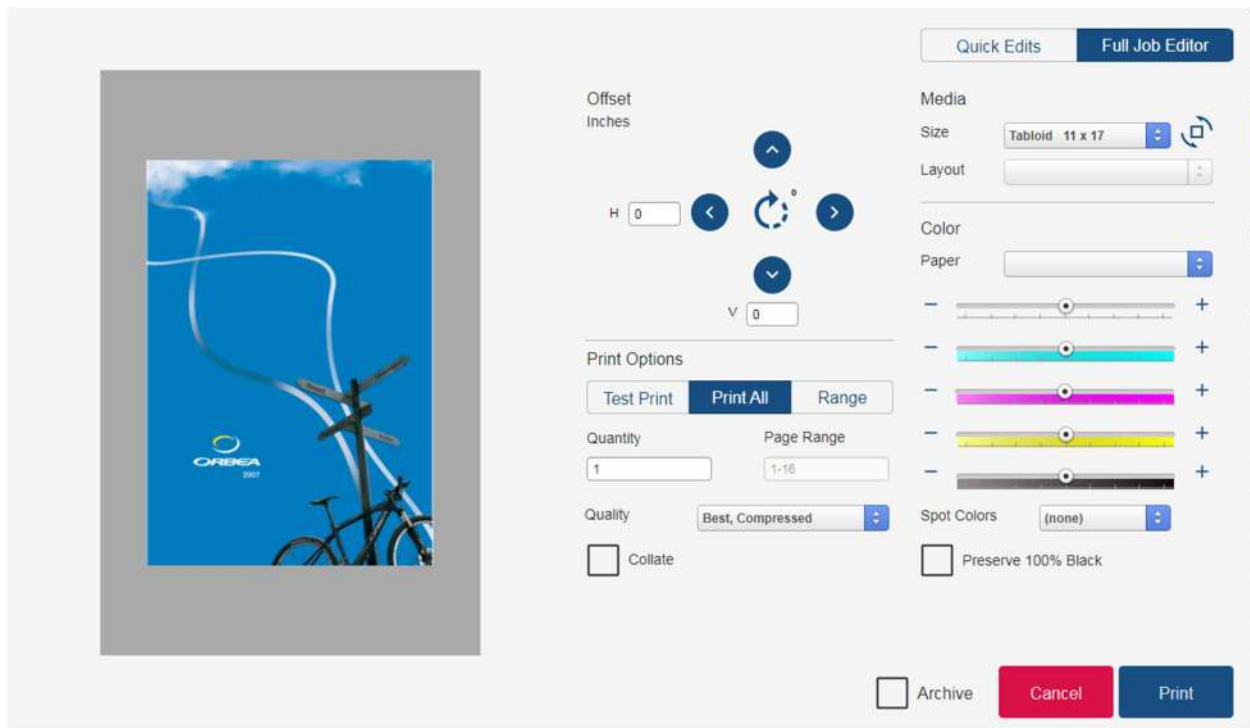 Quick Edits
Full Job Editor
Offset
Inches
H 0
V 0
Media
Size Tabloid 11 x 17
Layout
Color
Paper
Print Options
Test Print
Print All
Range
Quantity
Page Range
1
1-16
Quality Best, Compressed
Collate
Spot Colors (none)
Preserve 100% Black
ORBEA
2007
Archive
Cancel
Print